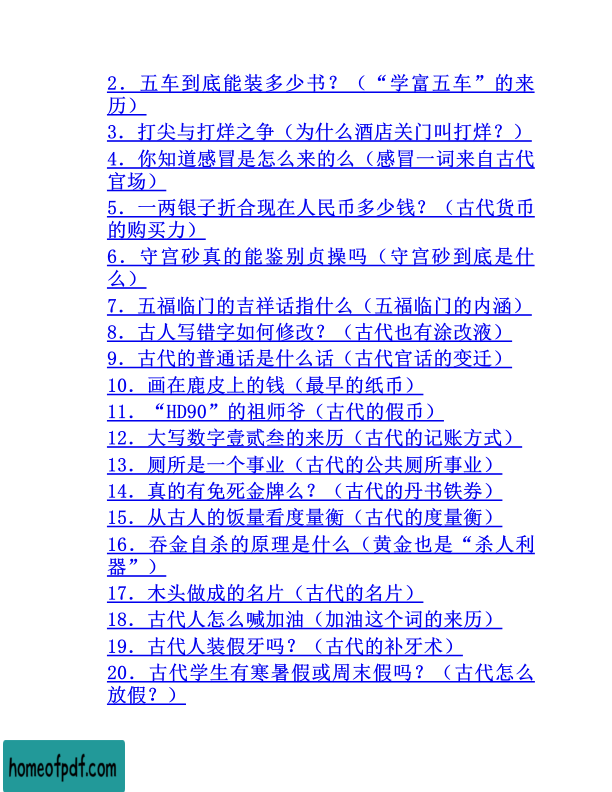 2．五车到底能装多少书？（“学富五车”的来
历）
3．打尖与打烊之争（为什么酒店关门叫打烊？）
4．你知道感冒是怎么来的么（感冒一词来自古代
官场）
5．一两银子折合现在人民币多少钱？（古代货币
的购买力）
6．守宫砂真的能鉴别贞操吗（守宫砂到底是什
么）
7．五福临门的吉祥话指什么（五福临门的内涵）
8．古人写错字如何修改？（古代也有涂改液）
9．古代的普通话是什么话（古代官话的变迁）
10．画在鹿皮上的钱（最早的纸币）
11．“HD90”的祖师爷（古代的假币）
12．大写数字壹贰叁的来历（古代的记账方式）
13．厕所是一个事业（古代的公共厕所事业）
14．真的有免死金牌么？（古代的丹书铁券）
15．从古人的饭量看度量衡（古代的度量衡）
16．吞金自杀的原理是什么（黄金也是“杀人利
器”）
17．木头做成的名片（古代的名片）
18．古代人怎么喊加油（加油这个词的来历）
19．古代人装假牙吗？（古代的补牙术）
20．古代学生有寒暑假或周末假吗？（古代怎么
放假？）
homeofpdf.com